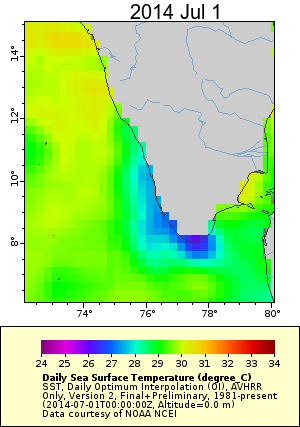 2014 Jul 1
14°
12°
10°
8°
74° 76° 78° 80°
24 25 26 27 28 29 30 31 32 33 34
Daily Sea Surface Temperature (degree_C)
SST, Daily Optimum Interpolation (OI), AVHRR
Only, Version 2, Final+Preliminary, 1981-present
(2014-07-01T00:00:00Z, Altitude=0.0 m)
Data courtesy of NOAA NCEI